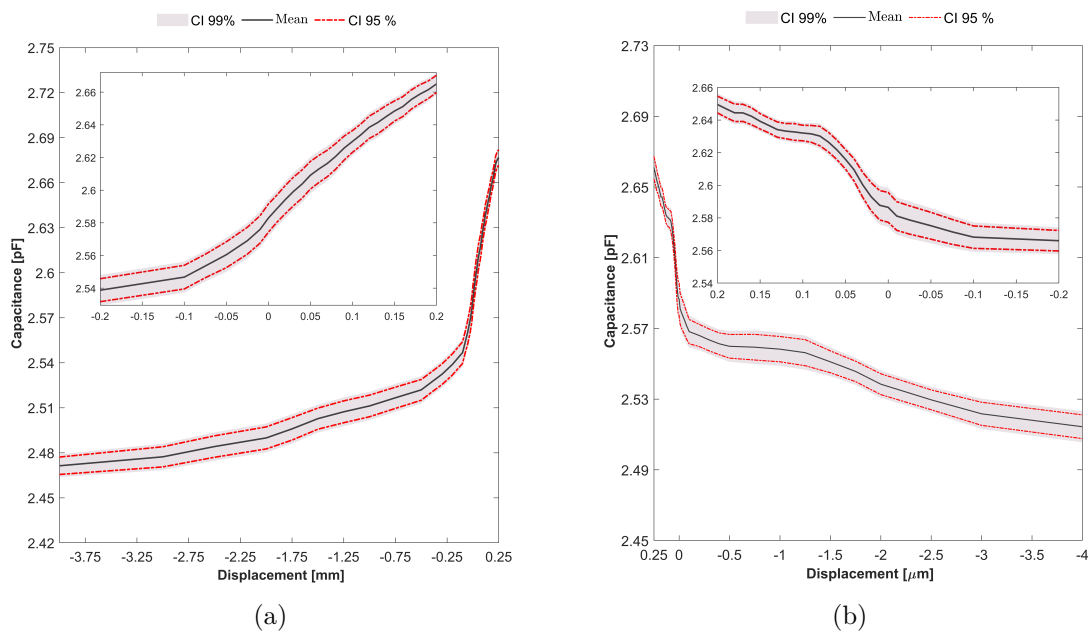 CI 99% Mean CI 95 %
2.75
2.72
2.69
2.66
2.63
2.6
2.57
2.54
2.51
2.48
2.45
2.42
Capacitance [pF]
2.66
2.64
2.62
2.6
2.58
2.56
2.54
-0.2 -0.15 -0.1 -0.05 0 0.05 0.1 0.15 0.2
-3.75 -3.25 -2.75 -2.25 -1.75 -1.25 -0.75 -0.25 0.25
Displacement [mm]
(a)
CI 99% Mean CI 95 %
2.73
2.69
2.65
2.61
2.57
2.53
2.49
2.45
Capacitance [pF]
2.66
2.64
2.62
2.6
2.58
2.56
2.54
0.2 0.15 0.1 0.05 0 -0.05 -0.1 -0.15 -0.2
0.25 0 -0.5 -1 -1.5 -2 -2.5 -3 -3.5 -4
Displacement [μm]
(b)